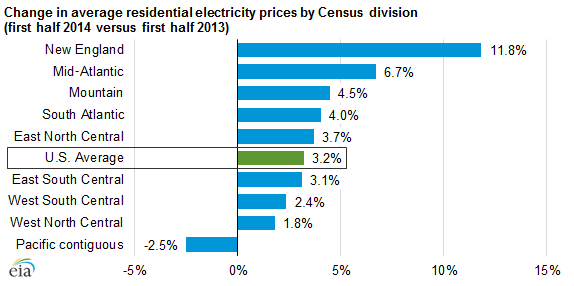 Change in average residential electricity prices by Census division
(first half 2014 versus first half 2013)
New England 11.8%
Mid-Atlantic 6.7%
Mountain 4.5%
South Atlantic 4.0%
East North Central 3.7%
U.S. Average 3.2%
East South Central 3.1%
West South Central 2.4%
West North Central 1.8%
Pacific contiguous -2.5%
-5% 0% 5% 10% 15%
eia